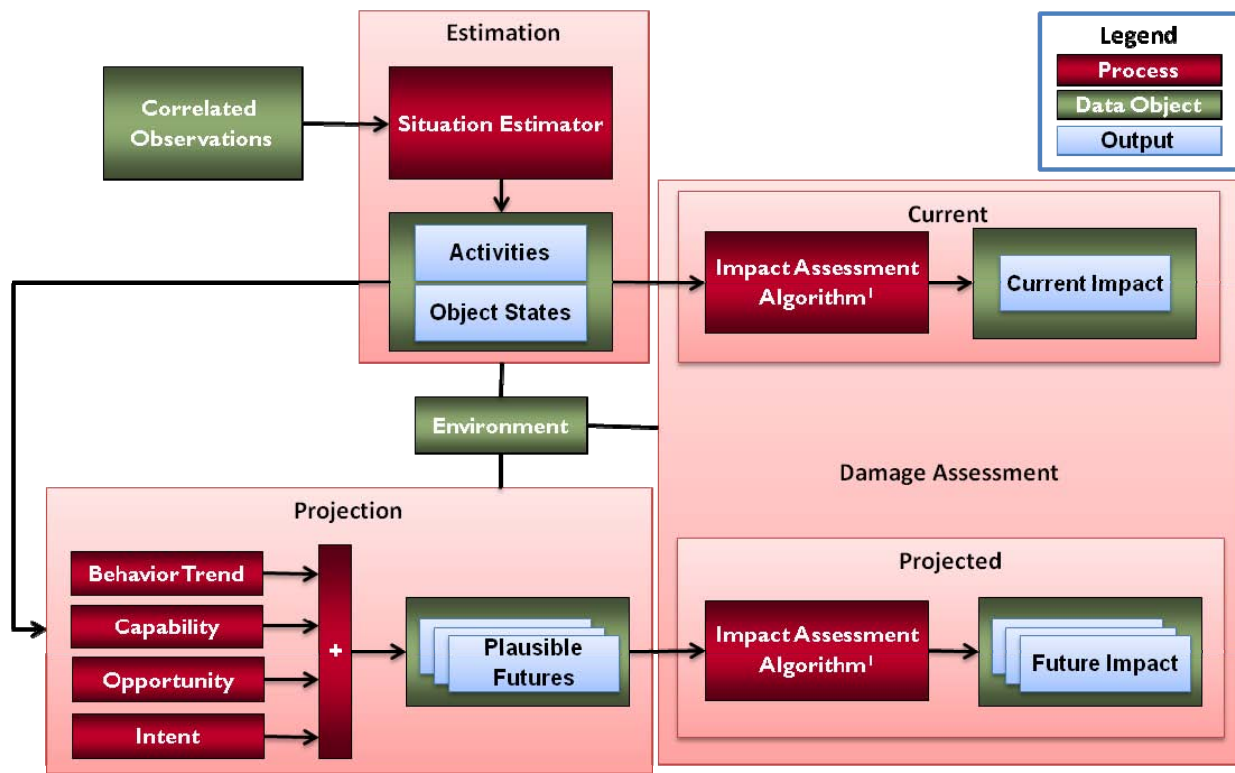 Estimation
Legend
Process
Data Object
Output
Correlated
Observations
Situation Estimator
Activities
Object States
Current
Impact Assessment
Algorithm¹
Current Impact
Environment
Damage Assessment
Projection
Behavior Trend
Capability
Opportunity
Intent
+
Plausible
Futures
Projected
Impact Assessment
Algorithm¹
Future Impact